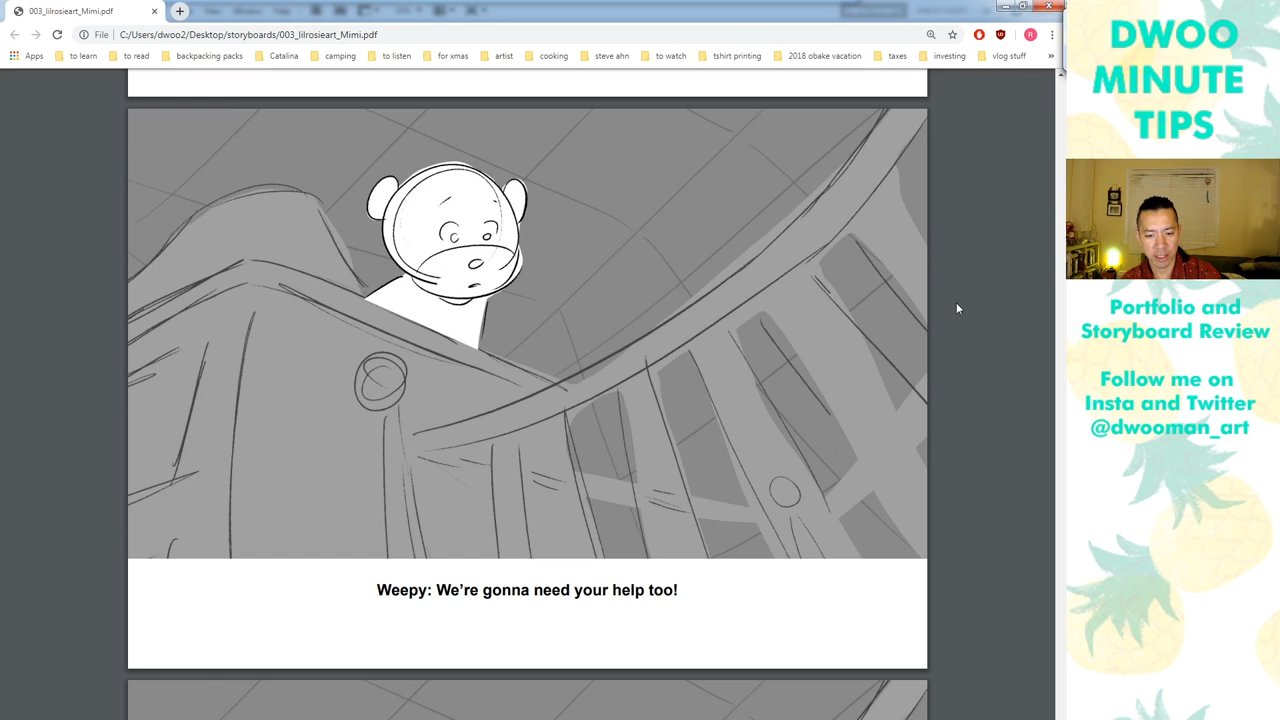 003_lilrosieart_Mimi.pdf
File
C:/Users/dwoo2/Desktop/storyboards/003_lilrosieart_Mimi.pdf
R
Apps
to learn
to read
backpacking packs
Catalina
camping
to listen
for xmas
artist
cooking
steve ahn
to watch
tshirt printing
2018 obake vacation
taxes
investing
vlog stuff
»
Weepy: We're gonna need your help too!
DWOO
MINUTE
TIPS
Portfolio and
Storyboard Review
Follow me on
Insta and Twitter
@dwooman_art